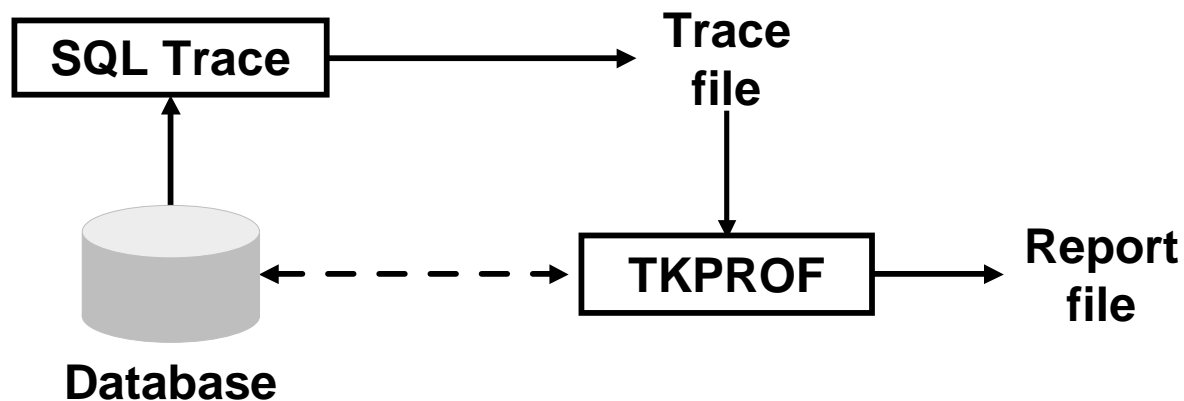 SQL Trace
Trace
file
TKPROF
Report
file
Database